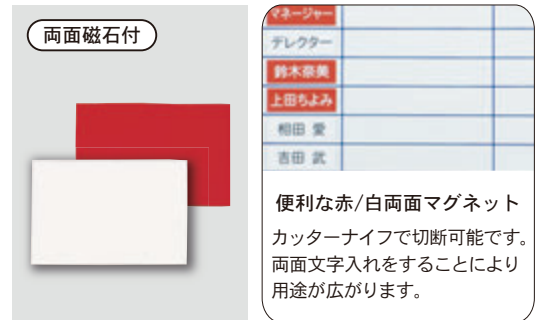 両面磁石付
マネージャー
デレクター
鈴木奈美
上田ちよみ
相田 愛
吉田 武
便利な赤/白両面マグネット
カッターナイフで切断可能です。
両面文字入れをすることにより
用途が広がります。